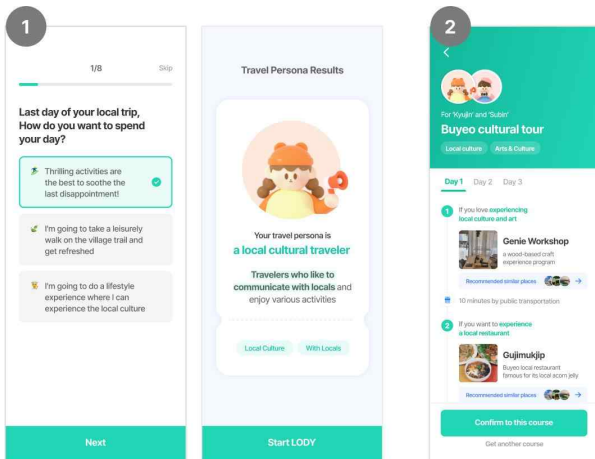 1
1/8
Skip
Last day of your local trip,
How do you want to spend
your day?
Thrilling activities are
the best to soothe the
last disappointment!
I'm going to take a leisurely
walk on the village trail and
get refreshed
I'm going to do a lifestyle
experience where I can
experience the local culture
Next
Travel Persona Results
Your travel persona is
a local cultural traveler
Travelers who like to
communicate with locals and
enjoy various activities
Local Culture
With Locals
Start LODY
2
For 'Kyujin' and 'Subin'
Buyeo cultural tour
Local culture
Arts & Culture
Day 1 Day 2 Day 3
1
If you love experiencing
local culture and art
Genie Workshop
a wood-based craft
experience program
Recommended similar places
10 minutes by public transportation
2
If you want to experience
a local restaurant
Gujimukjip
Buyeo local restaurant
famous for its local acorn jelly
Recommended similar places
Confirm to this course
Get another course